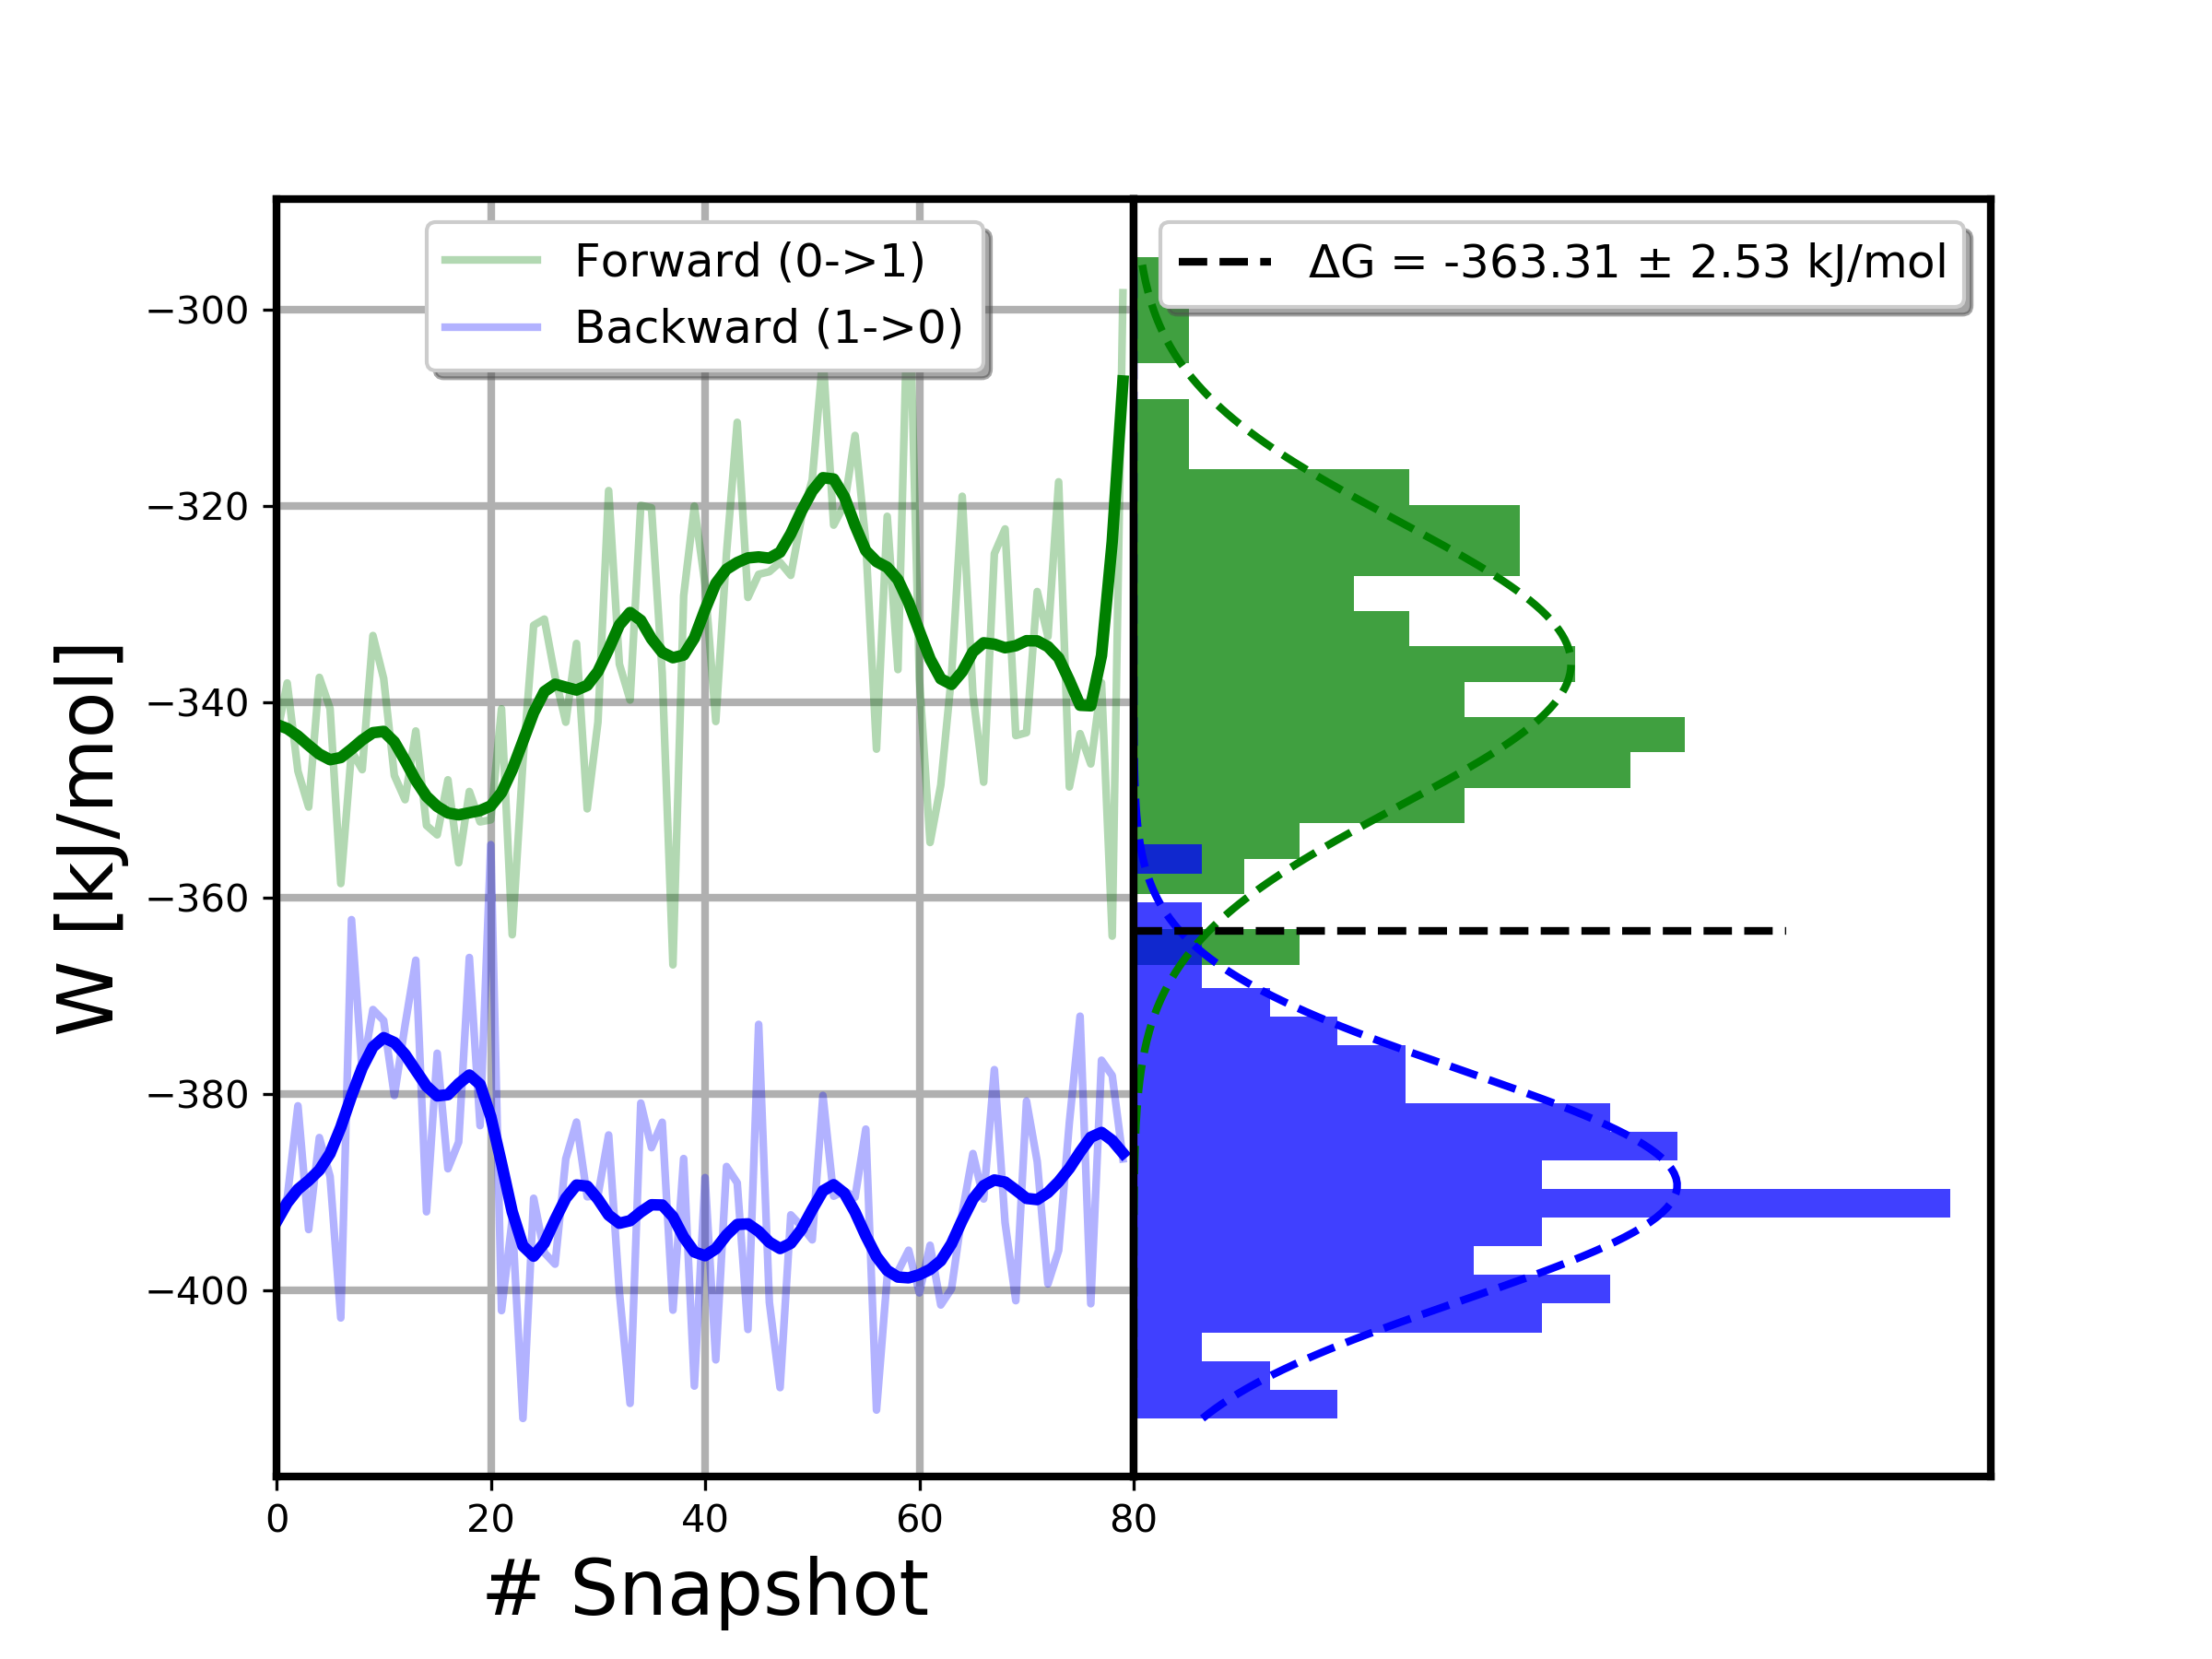 Forward (0->1)
Backward (1->0)
ΔG = -363.31 ± 2.53 kJ/mol
W [kJ/mol]
−300
−320
−340
−360
−380
−400
0 20 40 60 80
# Snapshot